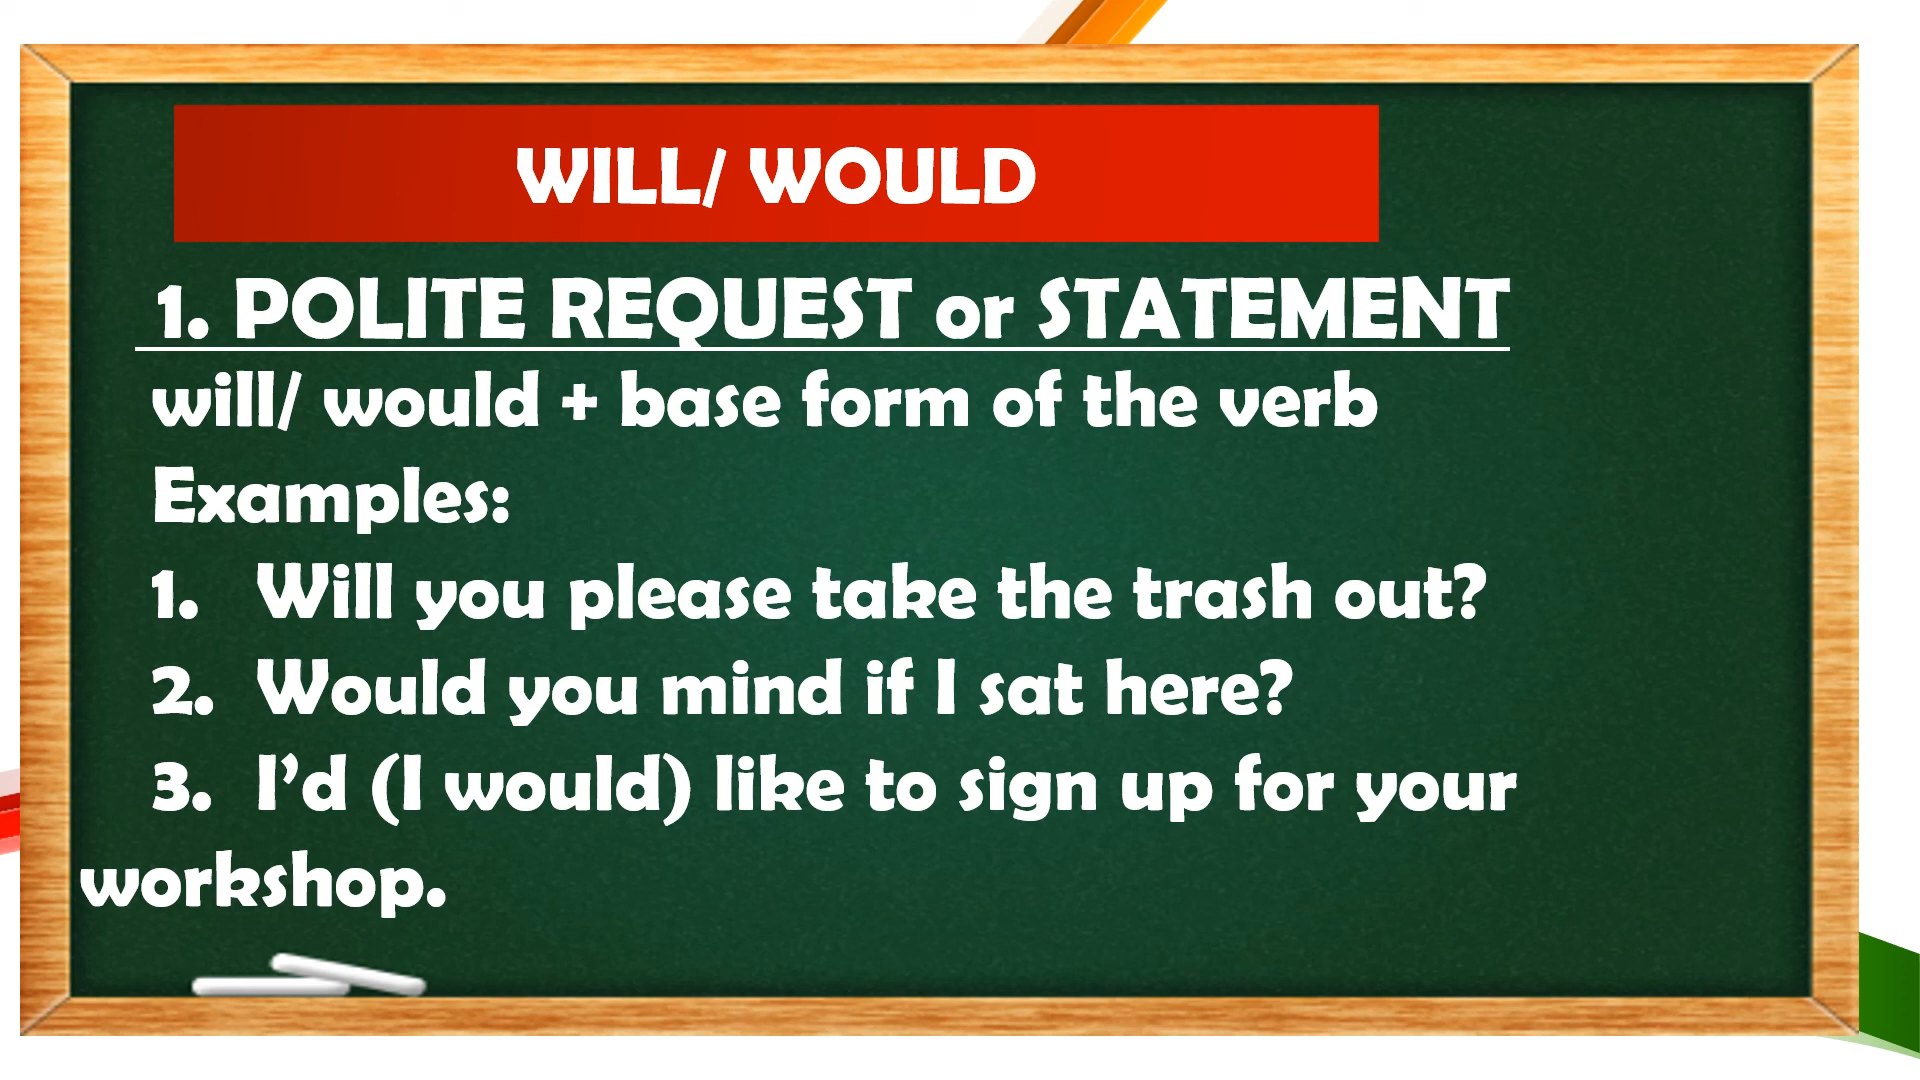 WILL/ WOULD
1. POLITE REQUEST or STATEMENT
will/ would + base form of the verb
Examples:
1. Will you please take the trash out?
2. Would you mind if I sat here?
3. I’d (I would) like to sign up for your
workshop.